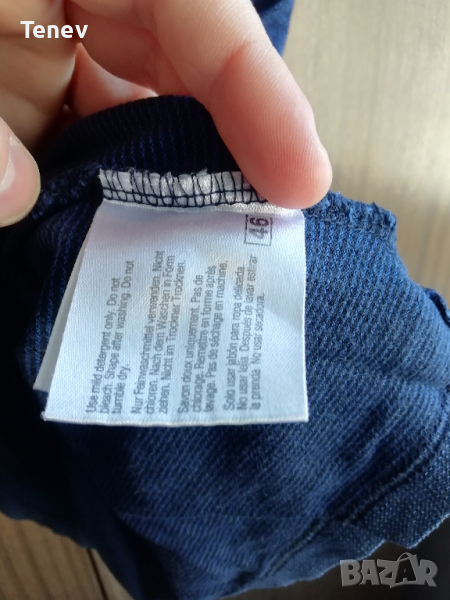 Tenev
46
Use mild detergent only. Do not
bleach. Shape after washing. Do not
tumble dry.
Nur Feinwaschmittel verwenden. Nicht
chloren. Nach dem Waschen in Form
ziehen. Nicht im Trockner Trocknen.
Savon doux uniquement. Pas de
chlorage. Remettre en forme après
lavage. Pas de séchage en machine.
Solo usar jabón para ropa delicada.
No usar lejía. Después de lavar estirar
la prenda. No usar secadora.
BAZAR